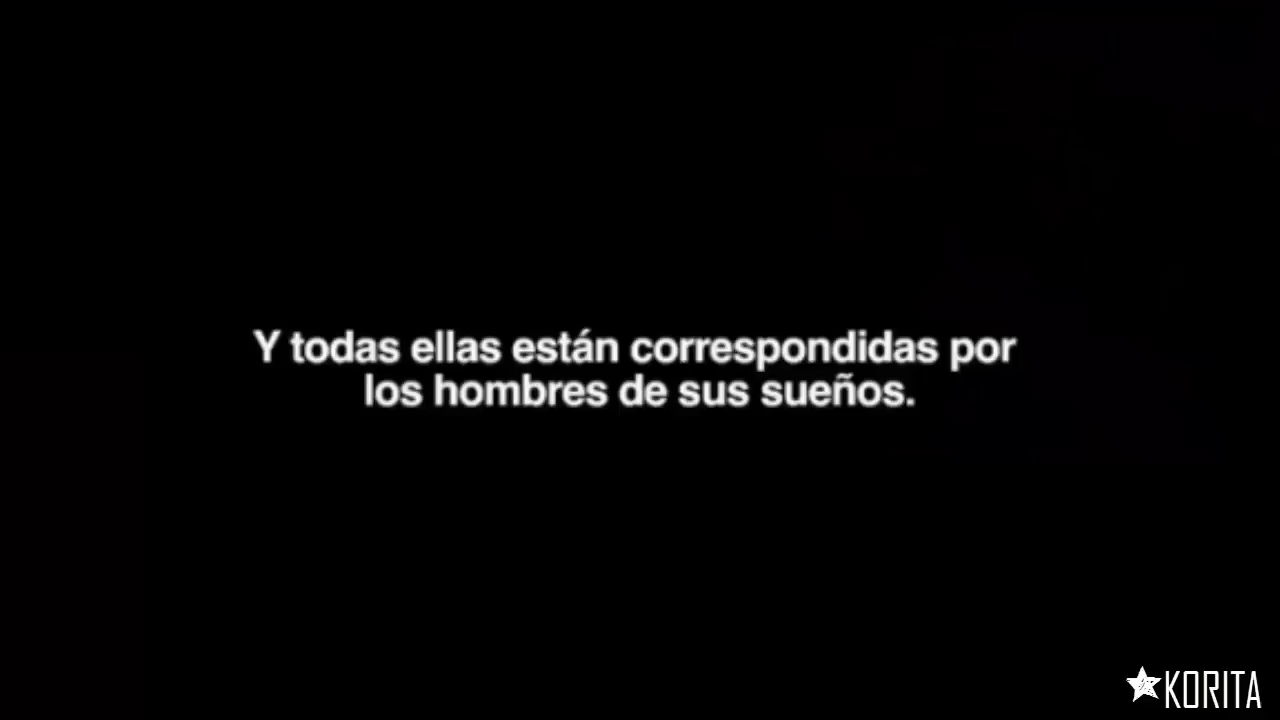 Y todas ellas están correspondidas por
los hombres de sus sueños.
KORITA